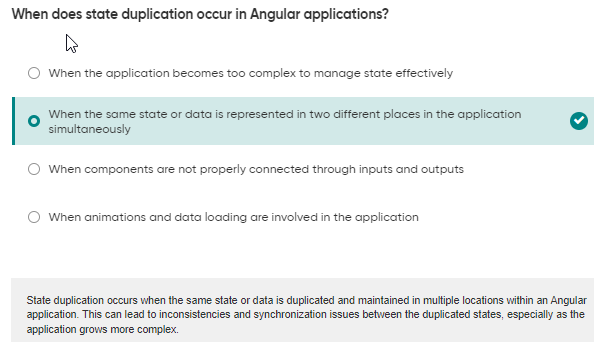 When does state duplication occur in Angular applications?
When the application becomes too complex to manage state effectively
When the same state or data is represented in two different places in the application
simultaneously
When components are not properly connected through inputs and outputs
When animations and data loading are involved in the application
State duplication occurs when the same state or data is duplicated and maintained in multiple locations within an Angular
application. This can lead to inconsistencies and synchronization issues between the duplicated states, especially as the
application grows more complex.